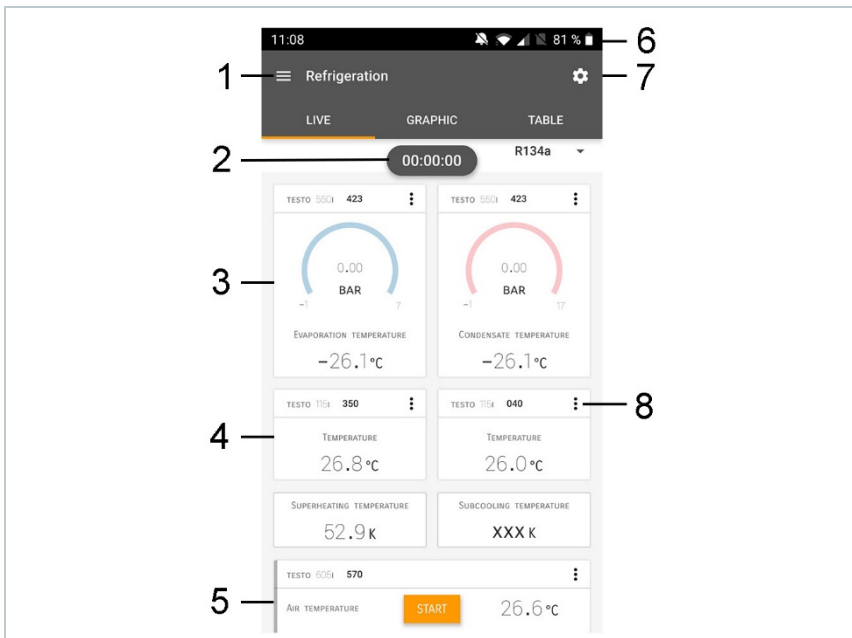 11:08 81 % 6
1 Refrigeration 7
LIVE GRAPHIC TABLE
2 00:00:00 R134a
TESTO 550I 423 TESTO 550I 423
3 0.00 0.00
BAR BAR
-1 7 -1 17
EVAPORATION TEMPERATURE CONDENSATE TEMPERATURE
-26.1°C -26.1°C
TESTO 115I 350 TESTO 115I 040 8
4 TEMPERATURE TEMPERATURE
26.8°C 26.0°C
SUPERHEATING TEMPERATURE SUBCOOLING TEMPERATURE
52.9 K XXX K
TESTO 605I 570
5 AIR TEMPERATURE START 26.6°C